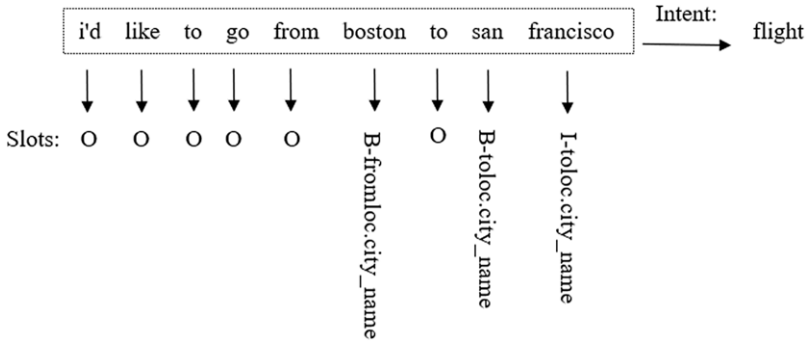 Intent:
i'd like to go from boston to san francisco flight
Slots: O O O O O B-fromloc.city_name O B-toloc.city_name I-toloc.city_name